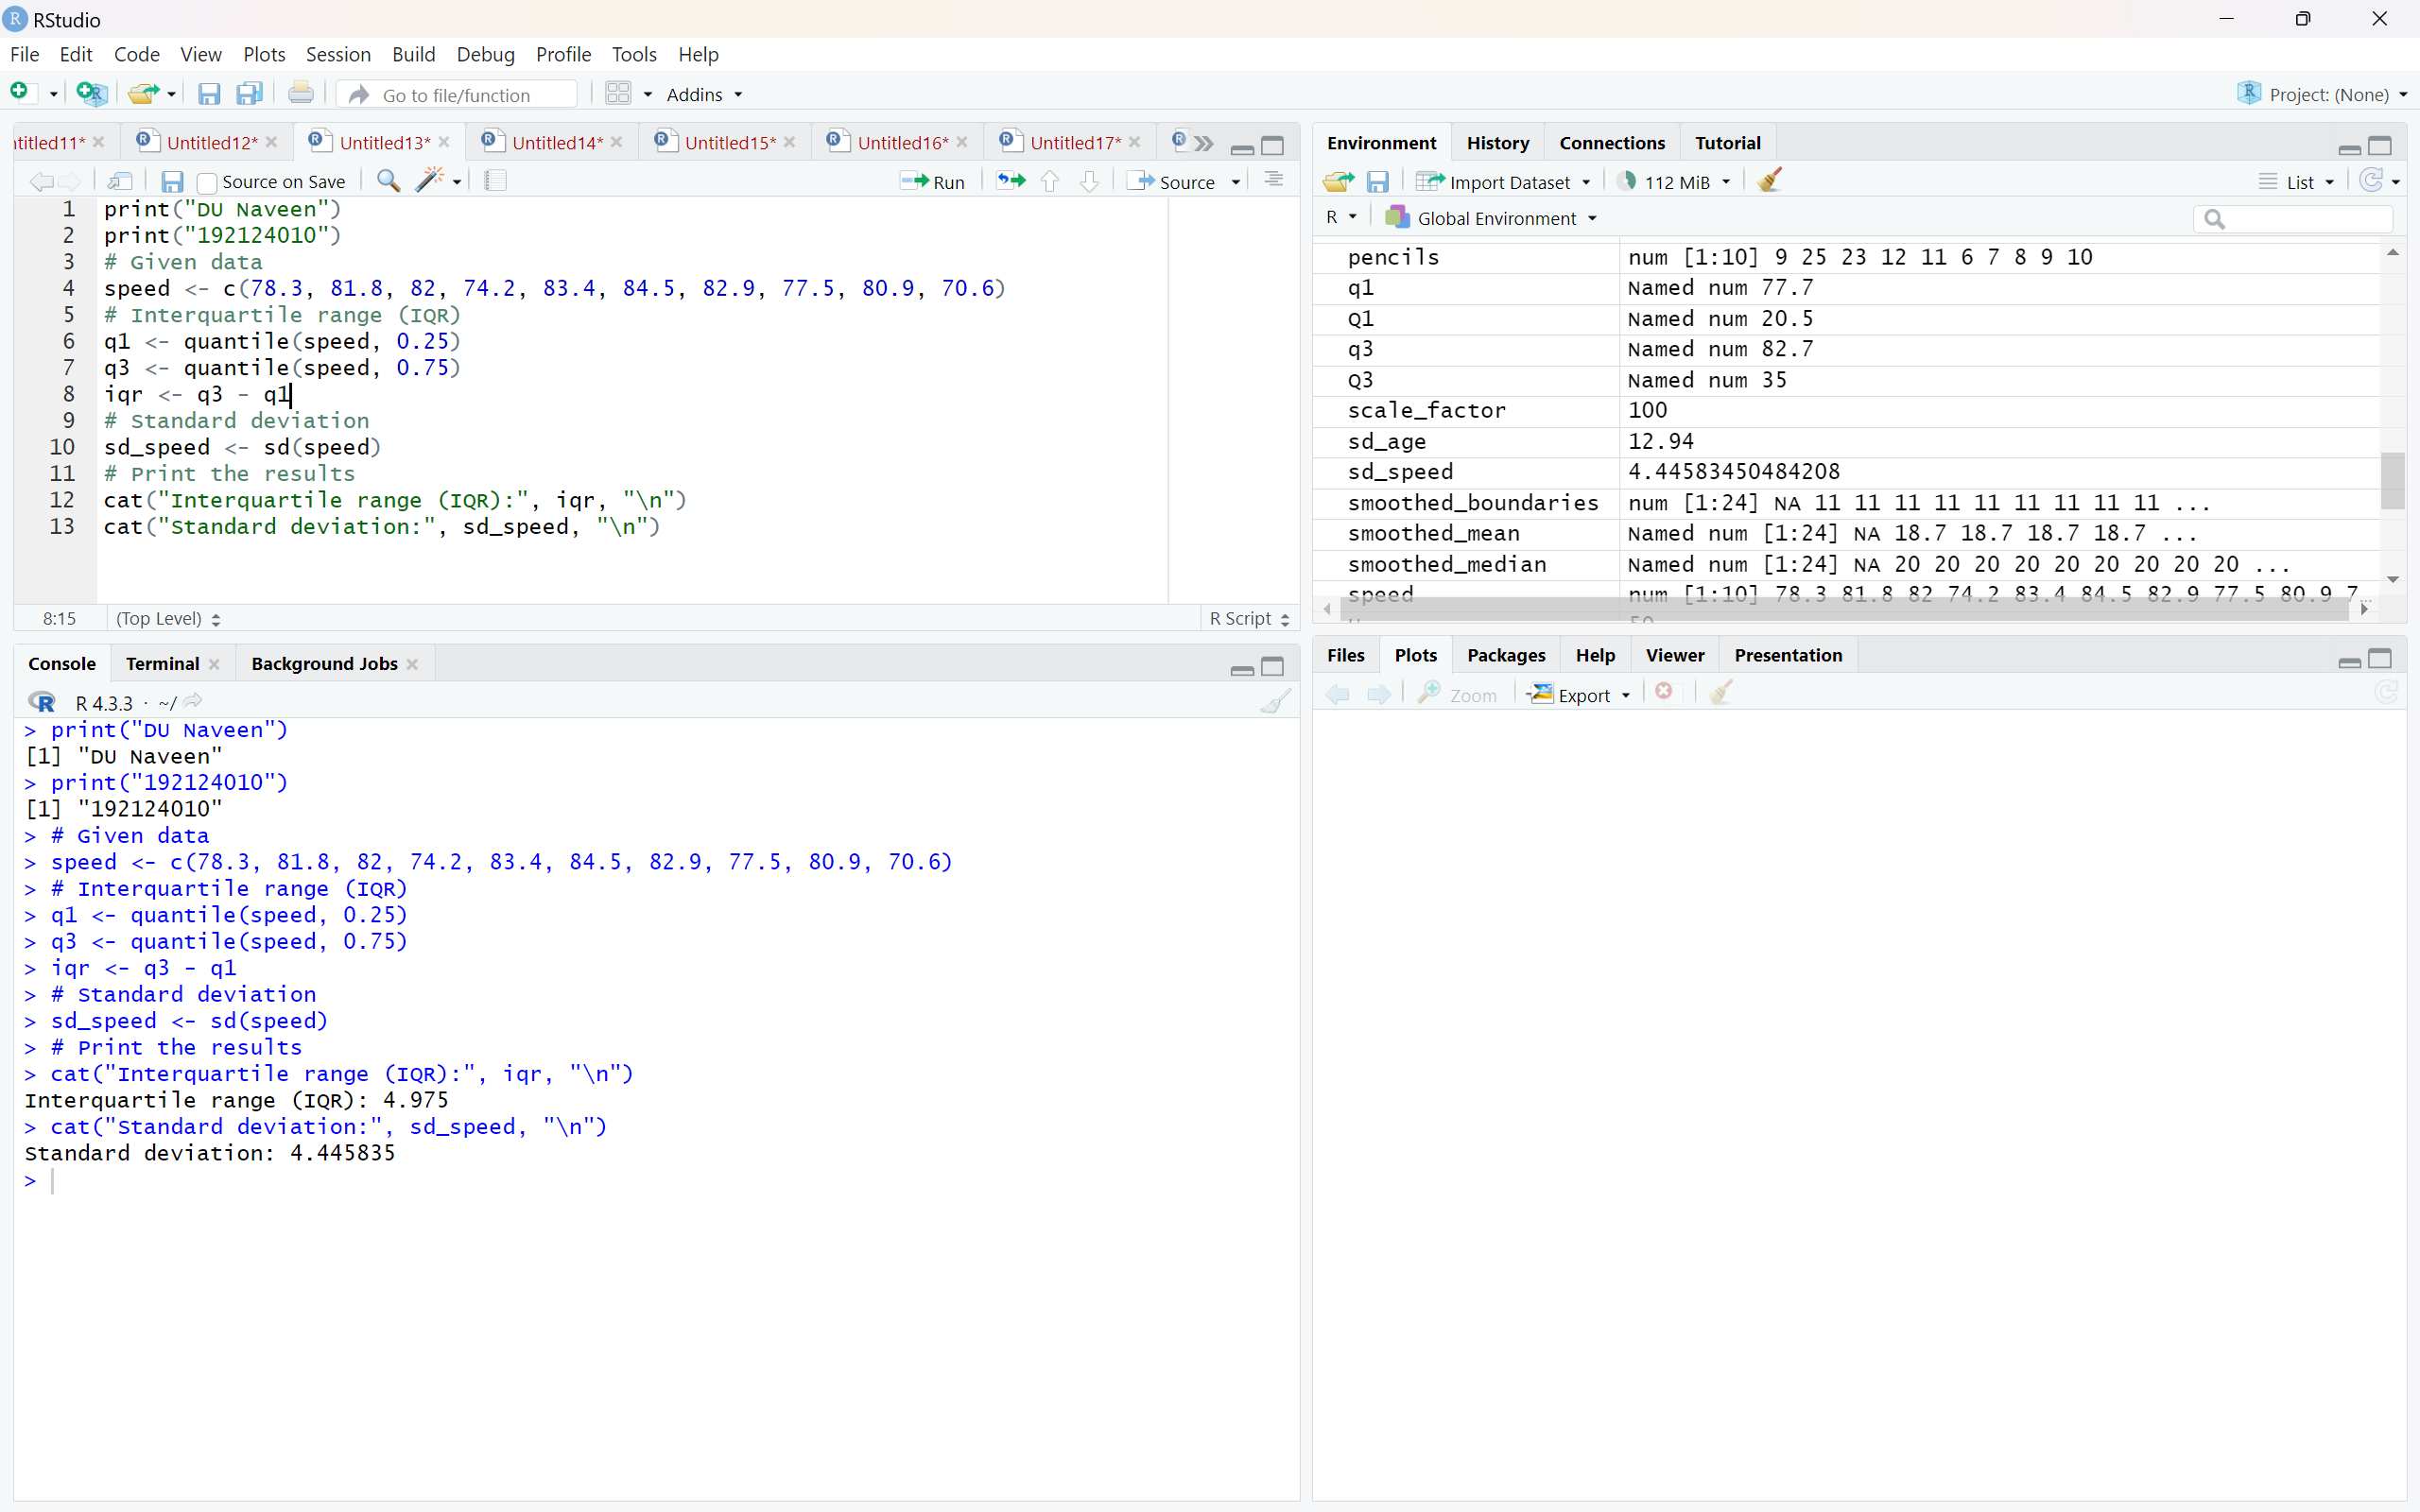 RStudio
File Edit Code View Plots Session Build Debug Profile Tools Help
Go to file/function Addins Project: (None)
ntitled11* Untitled12* Untitled13* Untitled14* Untitled15* Untitled16* Untitled17*
Source on Save Run Source
1 print("DU Naveen")
2 print("192124010")
3 # Given data
4 speed <- c(78.3, 81.8, 82, 74.2, 83.4, 84.5, 82.9, 77.5, 80.9, 70.6)
5 # Interquartile range (IQR)
6 q1 <- quantile(speed, 0.25)
7 q3 <- quantile(speed, 0.75)
8 iqr <- q3 - q1
9 # Standard deviation
10 sd_speed <- sd(speed)
11 # Print the results
12 cat("Interquartile range (IQR):", iqr, "\n")
13 cat("Standard deviation:", sd_speed, "\n")
8:15 (Top Level) R Script
Console Terminal Background Jobs
R 4.3.3 · ~/
> print("DU Naveen")
[1] "DU Naveen"
> print("192124010")
[1] "192124010"
> # Given data
> speed <- c(78.3, 81.8, 82, 74.2, 83.4, 84.5, 82.9, 77.5, 80.9, 70.6)
> # Interquartile range (IQR)
> q1 <- quantile(speed, 0.25)
> q3 <- quantile(speed, 0.75)
> iqr <- q3 - q1
> # Standard deviation
> sd_speed <- sd(speed)
> # Print the results
> cat("Interquartile range (IQR):", iqr, "\n")
Interquartile range (IQR): 4.975
> cat("Standard deviation:", sd_speed, "\n")
Standard deviation: 4.445835
>
Environment History Connections Tutorial
Import Dataset 112 MiB List
R Global Environment
pencils num [1:10] 9 25 23 12 11 6 7 8 9 10
q1 Named num 77.7
Q1 Named num 20.5
q3 Named num 82.7
Q3 Named num 35
scale_factor 100
sd_age 12.94
sd_speed 4.44583450484208
smoothed_boundaries num [1:24] NA 11 11 11 11 11 11 11 11 11 ...
smoothed_mean Named num [1:24] NA 18.7 18.7 18.7 18.7 ...
smoothed_median Named num [1:24] NA 20 20 20 20 20 20 20 20 20 ...
speed num [1:10] 78.3 81.8 82 74.2 83.4 84.5 82.9 77.5 80.9 7…
Files Plots Packages Help Viewer Presentation
Zoom Export